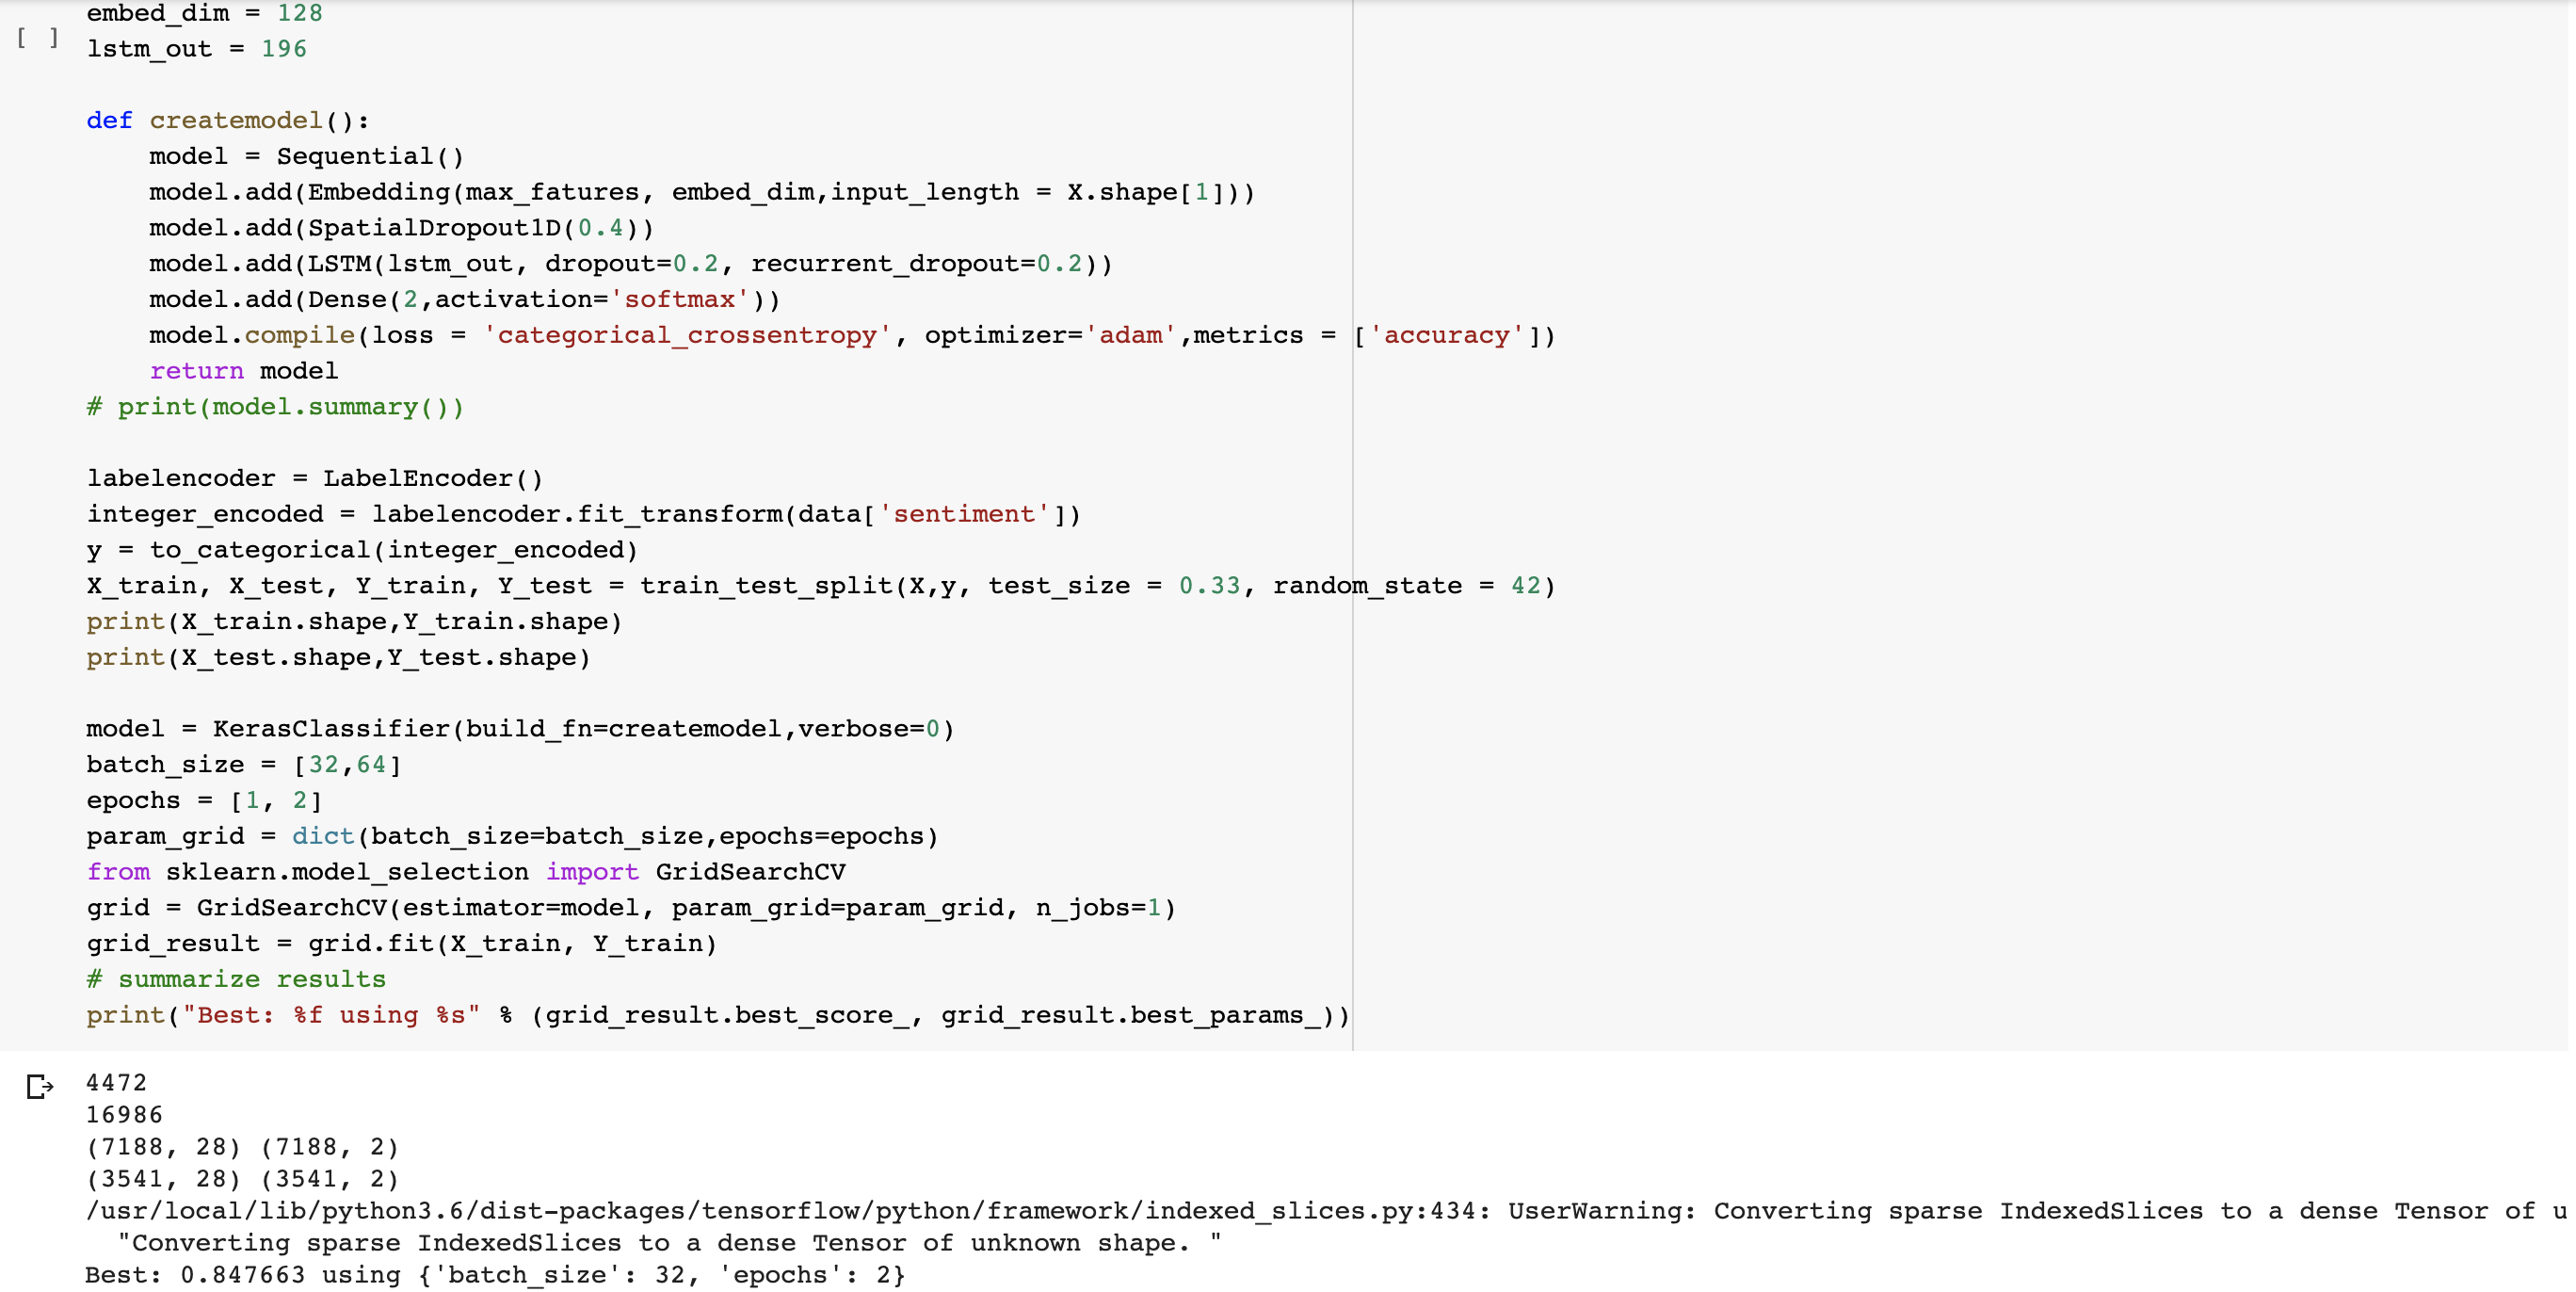 embed_dim = 128
[ ]
lstm_out = 196
def createmodel():
model = Sequential()
model.add(Embedding(max_fatures, embed_dim,input_length = X.shape[1]))
model.add(SpatialDropout1D(0.4))
model.add(LSTM(lstm_out, dropout=0.2, recurrent_dropout=0.2))
model.add(Dense(2,activation='softmax'))
model.compile(loss = 'categorical_crossentropy', optimizer='adam',metrics = ['accuracy'])
return model
# print(model.summary())
labelencoder = LabelEncoder()
integer_encoded = labelencoder.fit_transform(data['sentiment'])
y = to_categorical(integer_encoded)
X_train, X_test, Y_train, Y_test = train_test_split(X,y, test_size = 0.33, random_state = 42)
print(X_train.shape,Y_train.shape)
print(X_test.shape,Y_test.shape)
model = KerasClassifier(build_fn=createmodel,verbose=0)
batch_size = [32,64]
epochs = [1, 2]
param_grid = dict(batch_size=batch_size,epochs=epochs)
from sklearn.model_selection import GridSearchCV
grid = GridSearchCV(estimator=model, param_grid=param_grid, n_jobs=1)
grid_result = grid.fit(X_train, Y_train)
# summarize results
print("Best: %f using %s" % (grid_result.best_score_, grid_result.best_params_))
4472
16986
(7188, 28) (7188, 2)
(3541, 28) (3541, 2)
/usr/local/lib/python3.6/dist-packages/tensorflow/python/framework/indexed_slices.py:434: UserWarning: Converting sparse IndexedSlices to a dense Tensor of u
"Converting sparse IndexedSlices to a dense Tensor of unknown shape. "
Best: 0.847663 using {'batch_size': 32, 'epochs': 2}